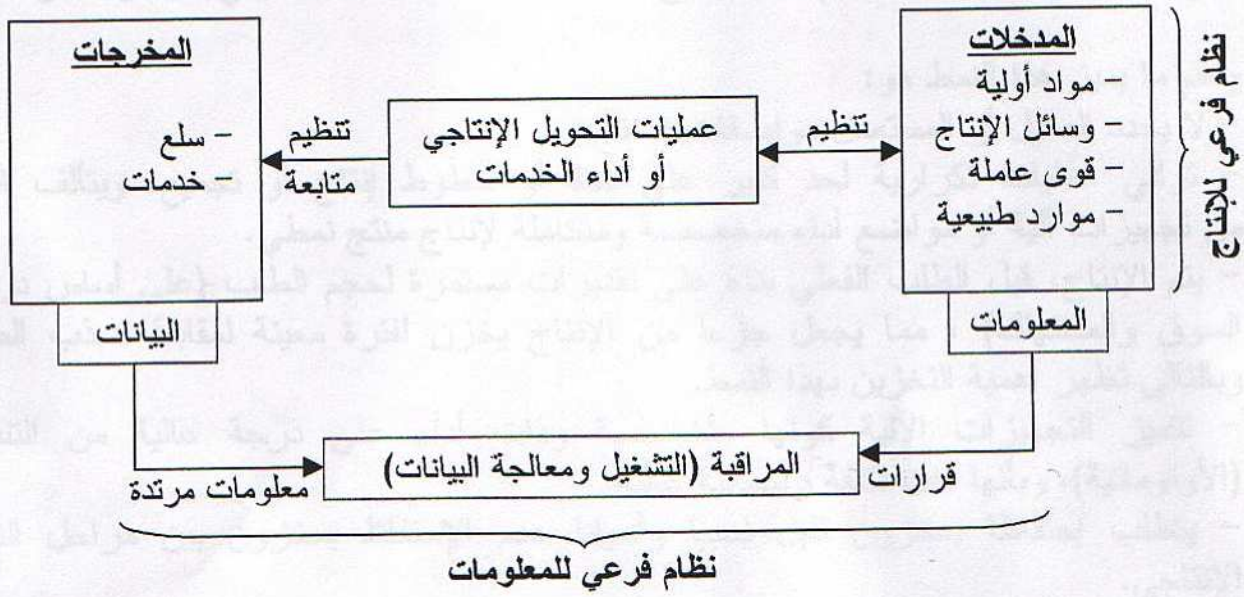 المدخلات
– مواد أولية
– وسائل الإنتاج
– قوى عاملة
– موارد طبيعية
نظام فرعي للإنتاج
تنظيم
عمليات التحويل الإنتاجي
أو أداء الخدمات
تنظيم
متابعة
المخرجات
– سلع
– خدمات
المعلومات
البيانات
قرارات
المراقبة (التشغيل ومعالجة البيانات)
معلومات مرتدة
نظام فرعي للمعلومات